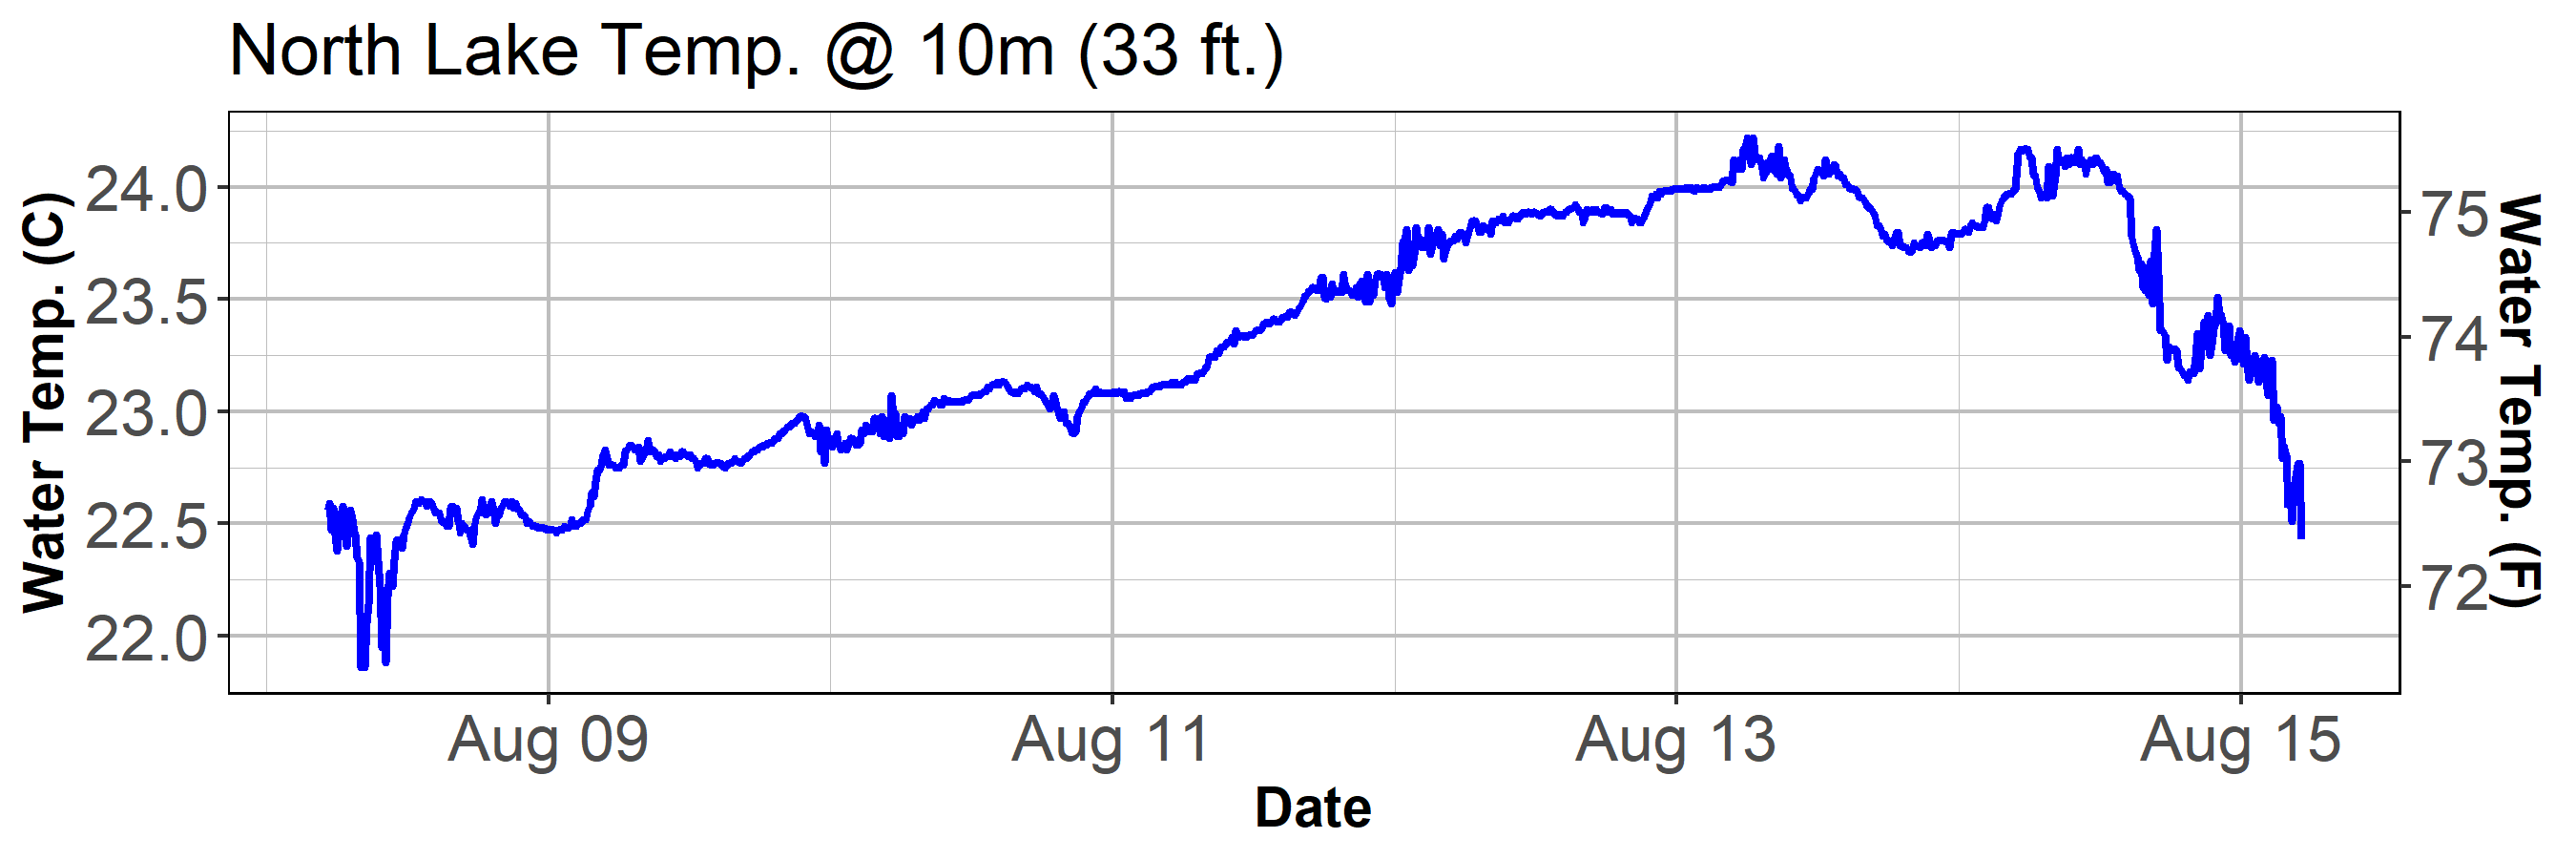 North Lake Temp. @ 10m (33 ft.)
Water Temp. (C)
24.0
23.5
23.0
22.5
22.0
75
74
73
72
Water Temp. (F)
Aug 09
Aug 11
Aug 13
Aug 15
Date